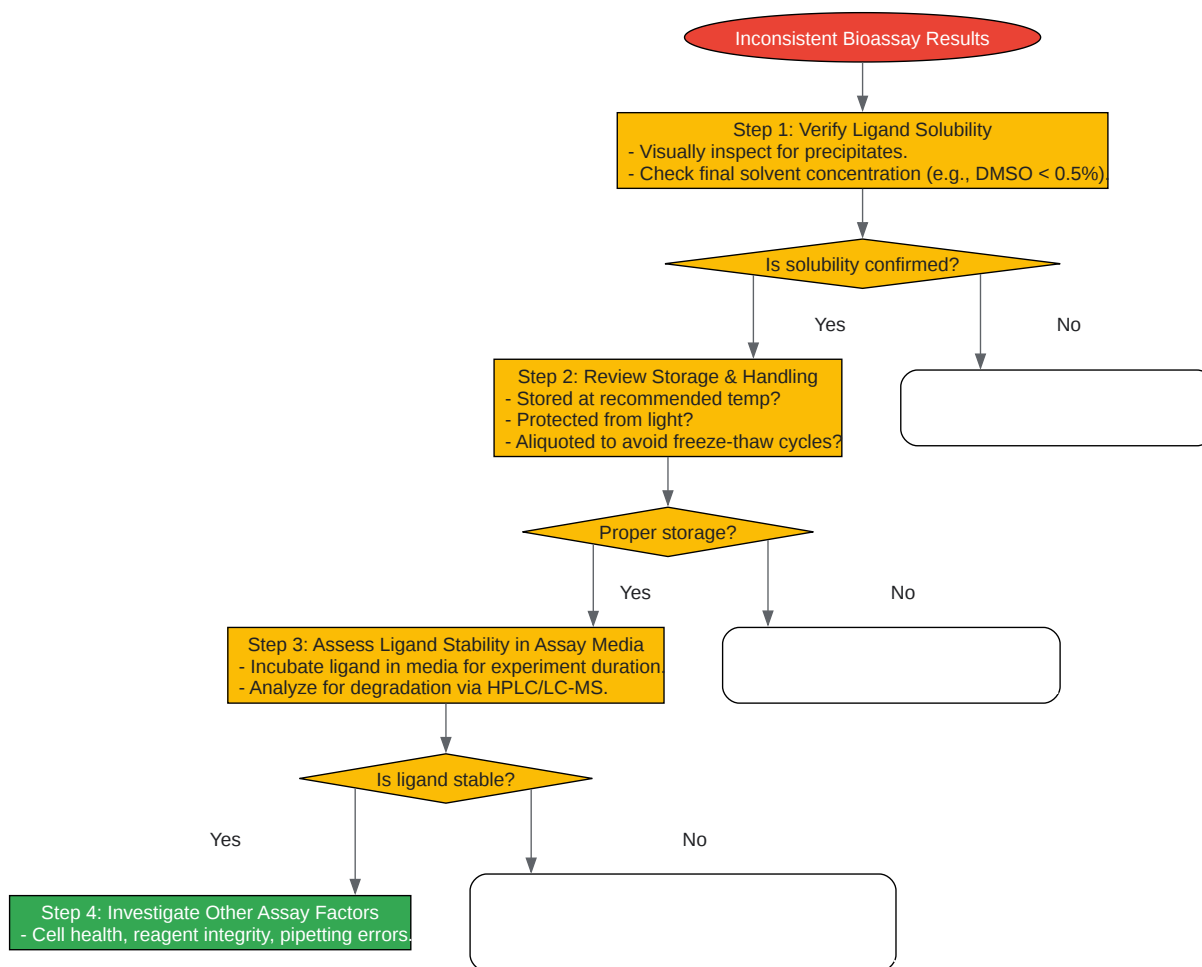 Inconsistent Bioassay Results
Step 1: Verify Ligand Solubility
- Visually inspect for precipitates.
- Check final solvent concentration (e.g., DMSO < 0.5%).
Is solubility confirmed?
Yes
No
Step 2: Review Storage & Handling
- Stored at recommended temp?
- Protected from light?
- Aliquoted to avoid freeze-thaw cycles?
Proper storage?
Yes
No
Step 3: Assess Ligand Stability in Assay Media
- Incubate ligand in media for experiment duration.
- Analyze for degradation via HPLC/LC-MS.
Is ligand stable?
Yes
No
Step 4: Investigate Other Assay Factors
- Cell health, reagent integrity, pipetting errors.